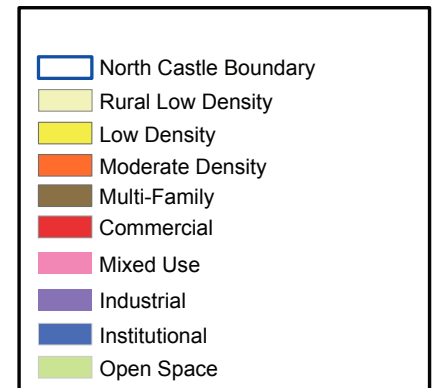 North Castle Boundary
Rural Low Density
Low Density
Moderate Density
Multi-Family
Commercial
Mixed Use
Industrial
Institutional
Open Space